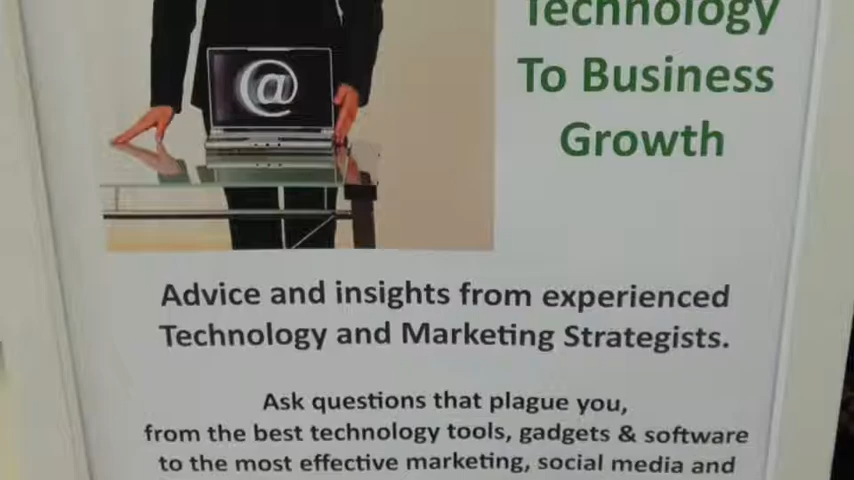 @
Technology
To Business
Growth
Advice and insights from experienced
Technology and Marketing Strategists.
Ask questions that plague you,
from the best technology tools, gadgets & software
to the most effective marketing, social media and